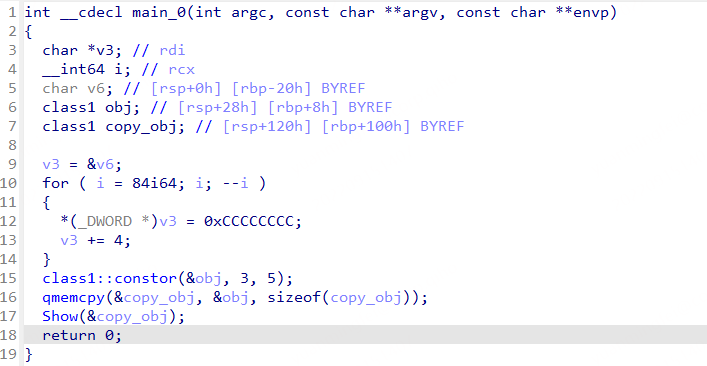 1 int __cdecl main_0(int argc, const char **argv, const char **envp)
2 {
3 char *v3; // rdi
4 __int64 i; // rcx
5 char v6; // [rsp+0h] [rbp-20h] BYREF
6 class1 obj; // [rsp+28h] [rbp+8h] BYREF
7 class1 copy_obj; // [rsp+120h] [rbp+100h] BYREF
8
9 v3 = &v6;
10 for ( i = 84i64; i; --i )
11 {
12 *(_DWORD *)v3 = 0xCCCCCCCC;
13 v3 += 4;
14 }
15 class1::constor(&obj, 3, 5);
16 qmemcpy(&copy_obj, &obj, sizeof(copy_obj));
17 Show(&copy_obj);
18 return 0;
19 }